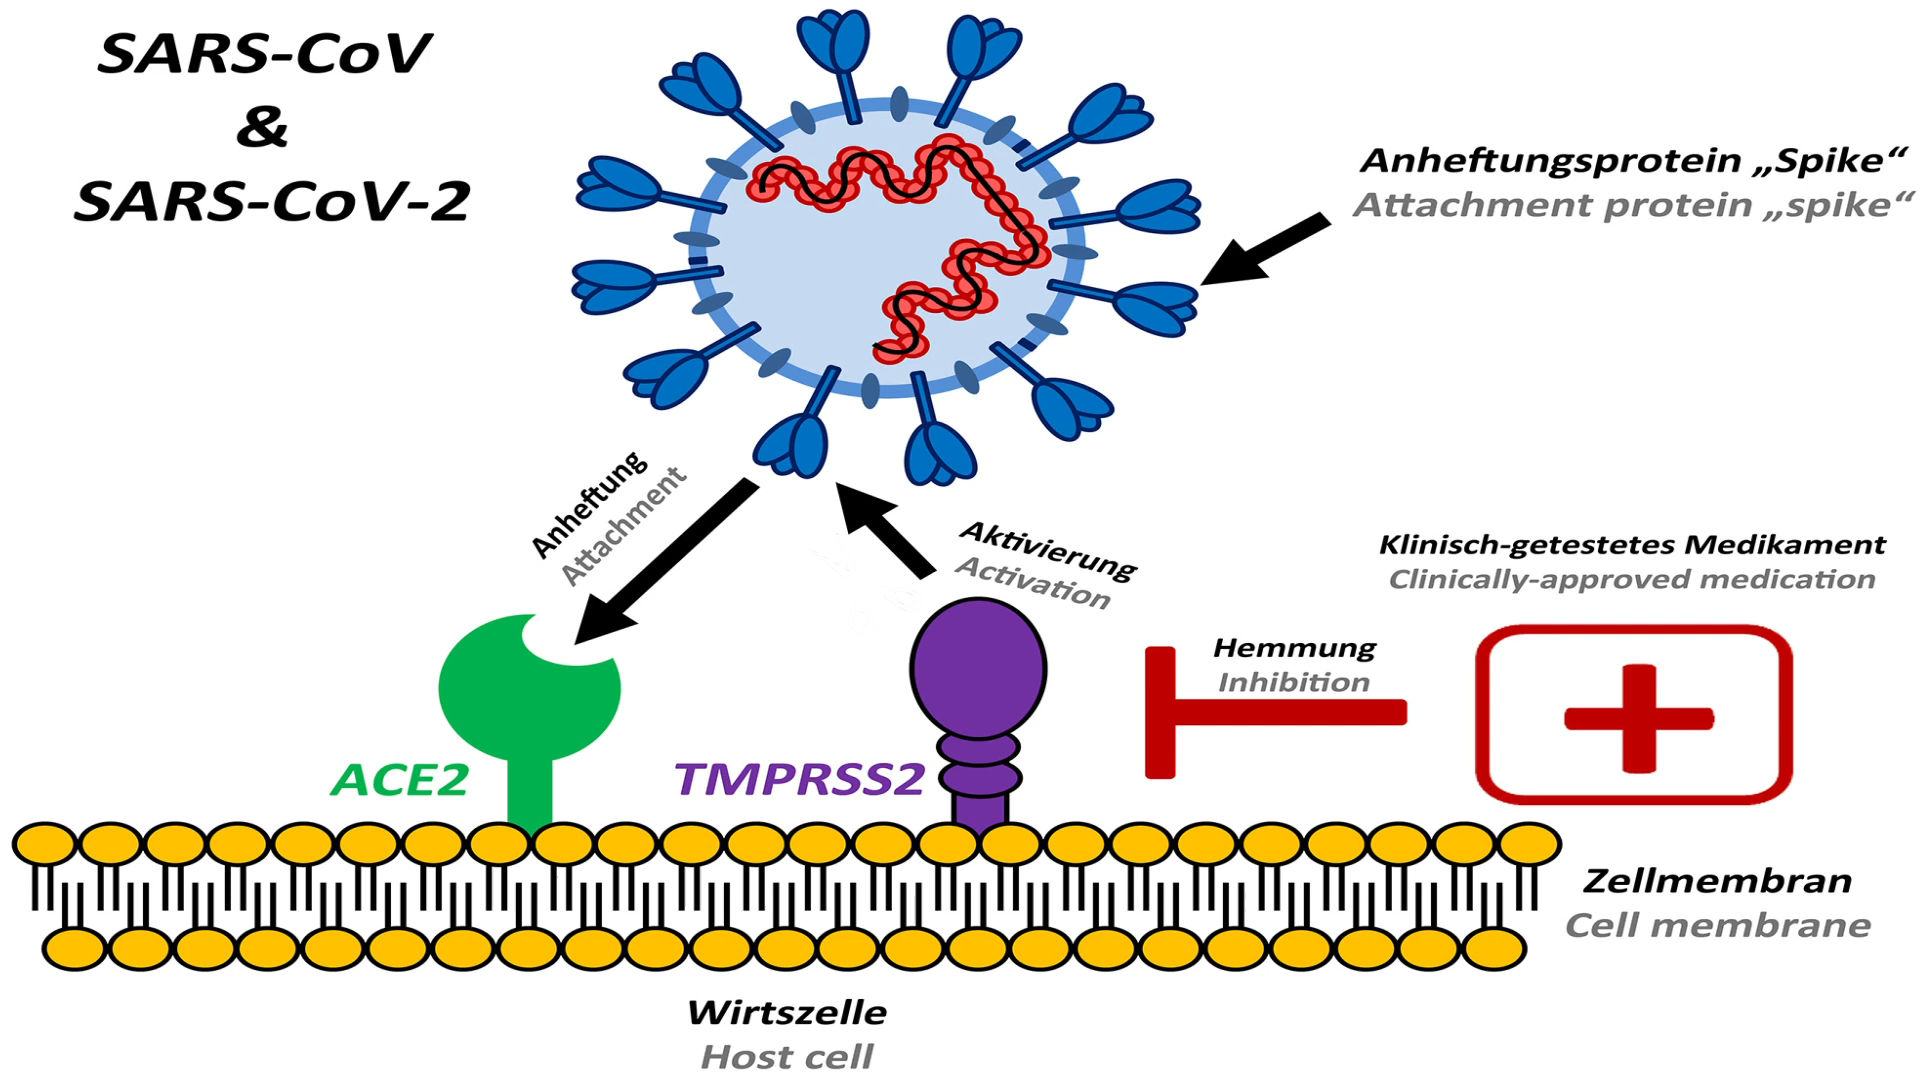 SARS-CoV
&
SARS-CoV-2
Anheftungsprotein „Spike“
Attachment protein „spike“
Anheftung
Attachment
Aktivierung
Activation
Klinisch-getestetes Medikament
Clinically-approved medication
Hemmung
Inhibition
ACE2
TMPRSS2
Zellmembran
Cell membrane
Wirtszelle
Host cell